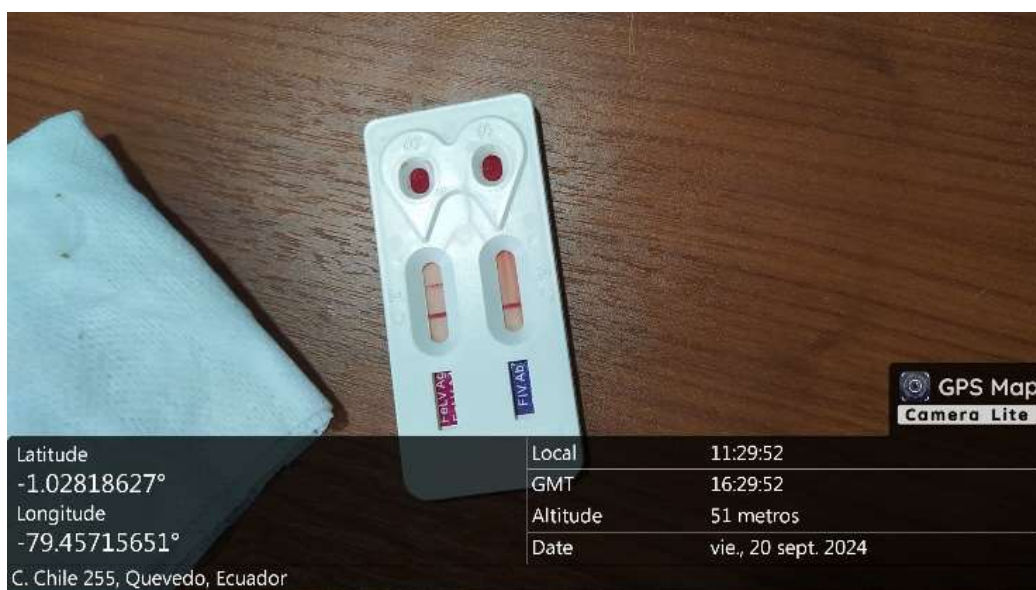 FeLV Ag
FIV Ab
GPS Map
Camera Lite
Latitude
-1.02818627°
Longitude
-79.45715651°
C. Chile 255, Quevedo, Ecuador
Local 11:29:52
GMT 16:29:52
Altitude 51 metros
Date vie., 20 sept. 2024